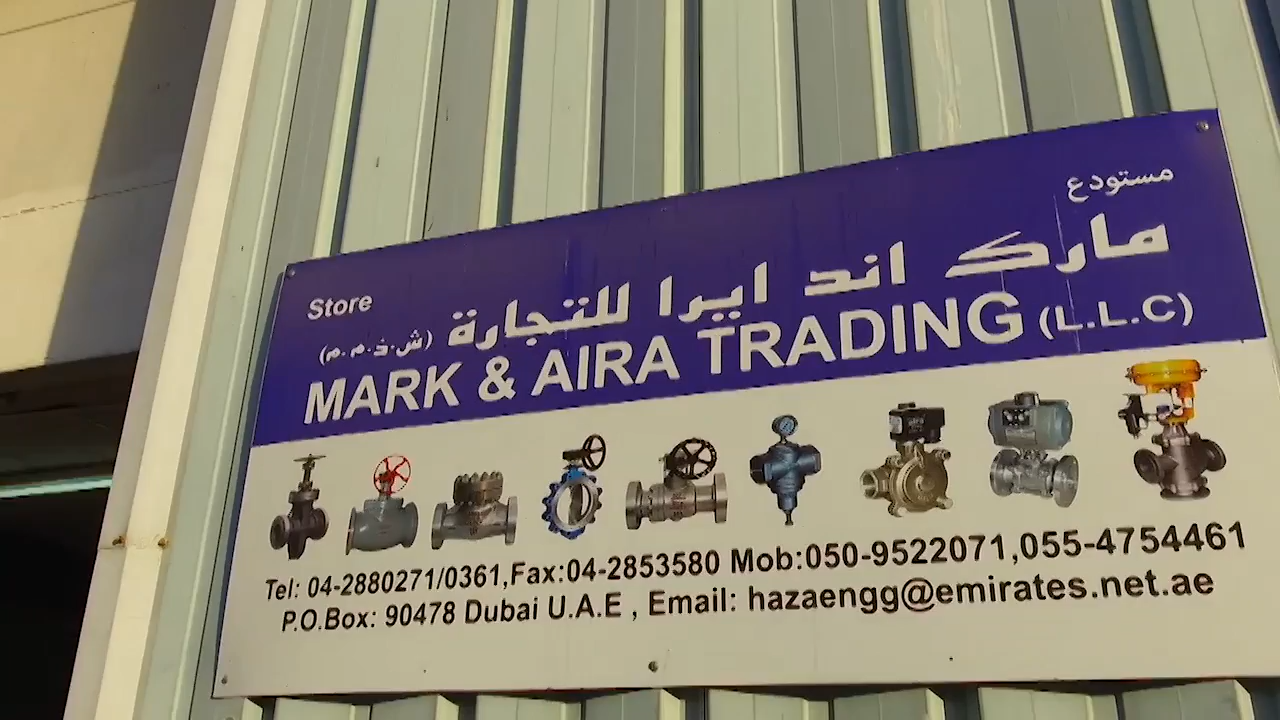 Store
مستودع
مارك اند ايرا للتجارة (ش.ذ.م.م)
MARK & AIRA TRADING (L.L.C)
Tel: 04-2880271/0361,Fax:04-2853580 Mob:050-9522071,055-4754461
P.O.Box: 90478 Dubai U.A.E , Email: hazaengg@emirates.net.ae